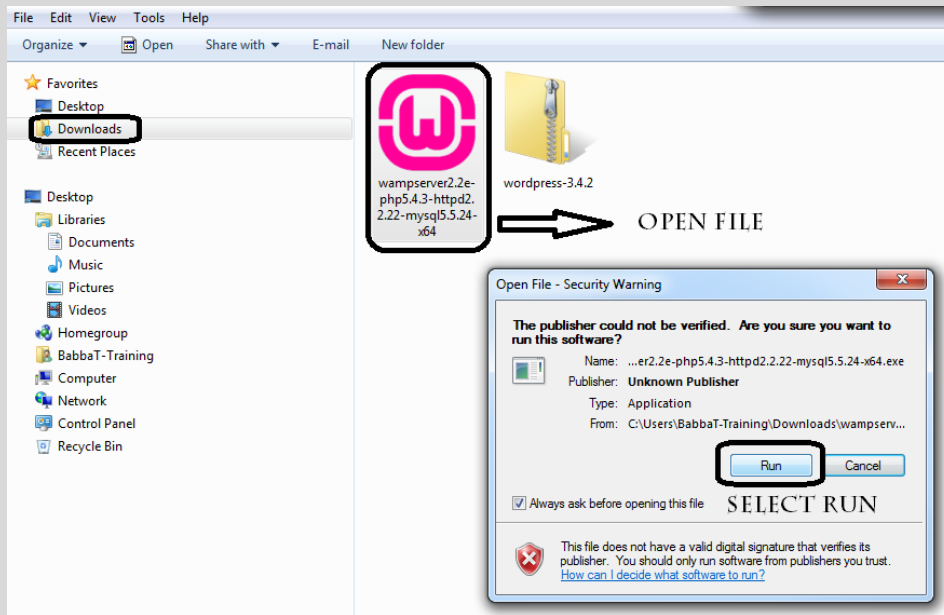 File Edit View Tools Help
Organize Open Share with E-mail New folder
Favorites
Desktop
Downloads
Recent Places
Desktop
Libraries
Documents
Music
Pictures
Videos
Homegroup
BabbaT-Training
Computer
Network
Control Panel
Recycle Bin
W
wampserver2.2e-
php5.4.3-httpd2.
2.22-mysql5.5.24-
x64
wordpress-3.4.2
OPEN FILE
Open File - Security Warning
The publisher could not be verified. Are you sure you want to
run this software?
Name: ...er2.2e-php5.4.3-httpd2.2.22-mysql5.5.24-x64.exe
Publisher: Unknown Publisher
Type: Application
From: C:\Users\BabbaT-Training\Downloads\wampserv...
Run Cancel
Always ask before opening this file
SELECT RUN
This file does not have a valid digital signature that verifies its
publisher. You should only run software from publishers you trust.
How can I decide what software to run?